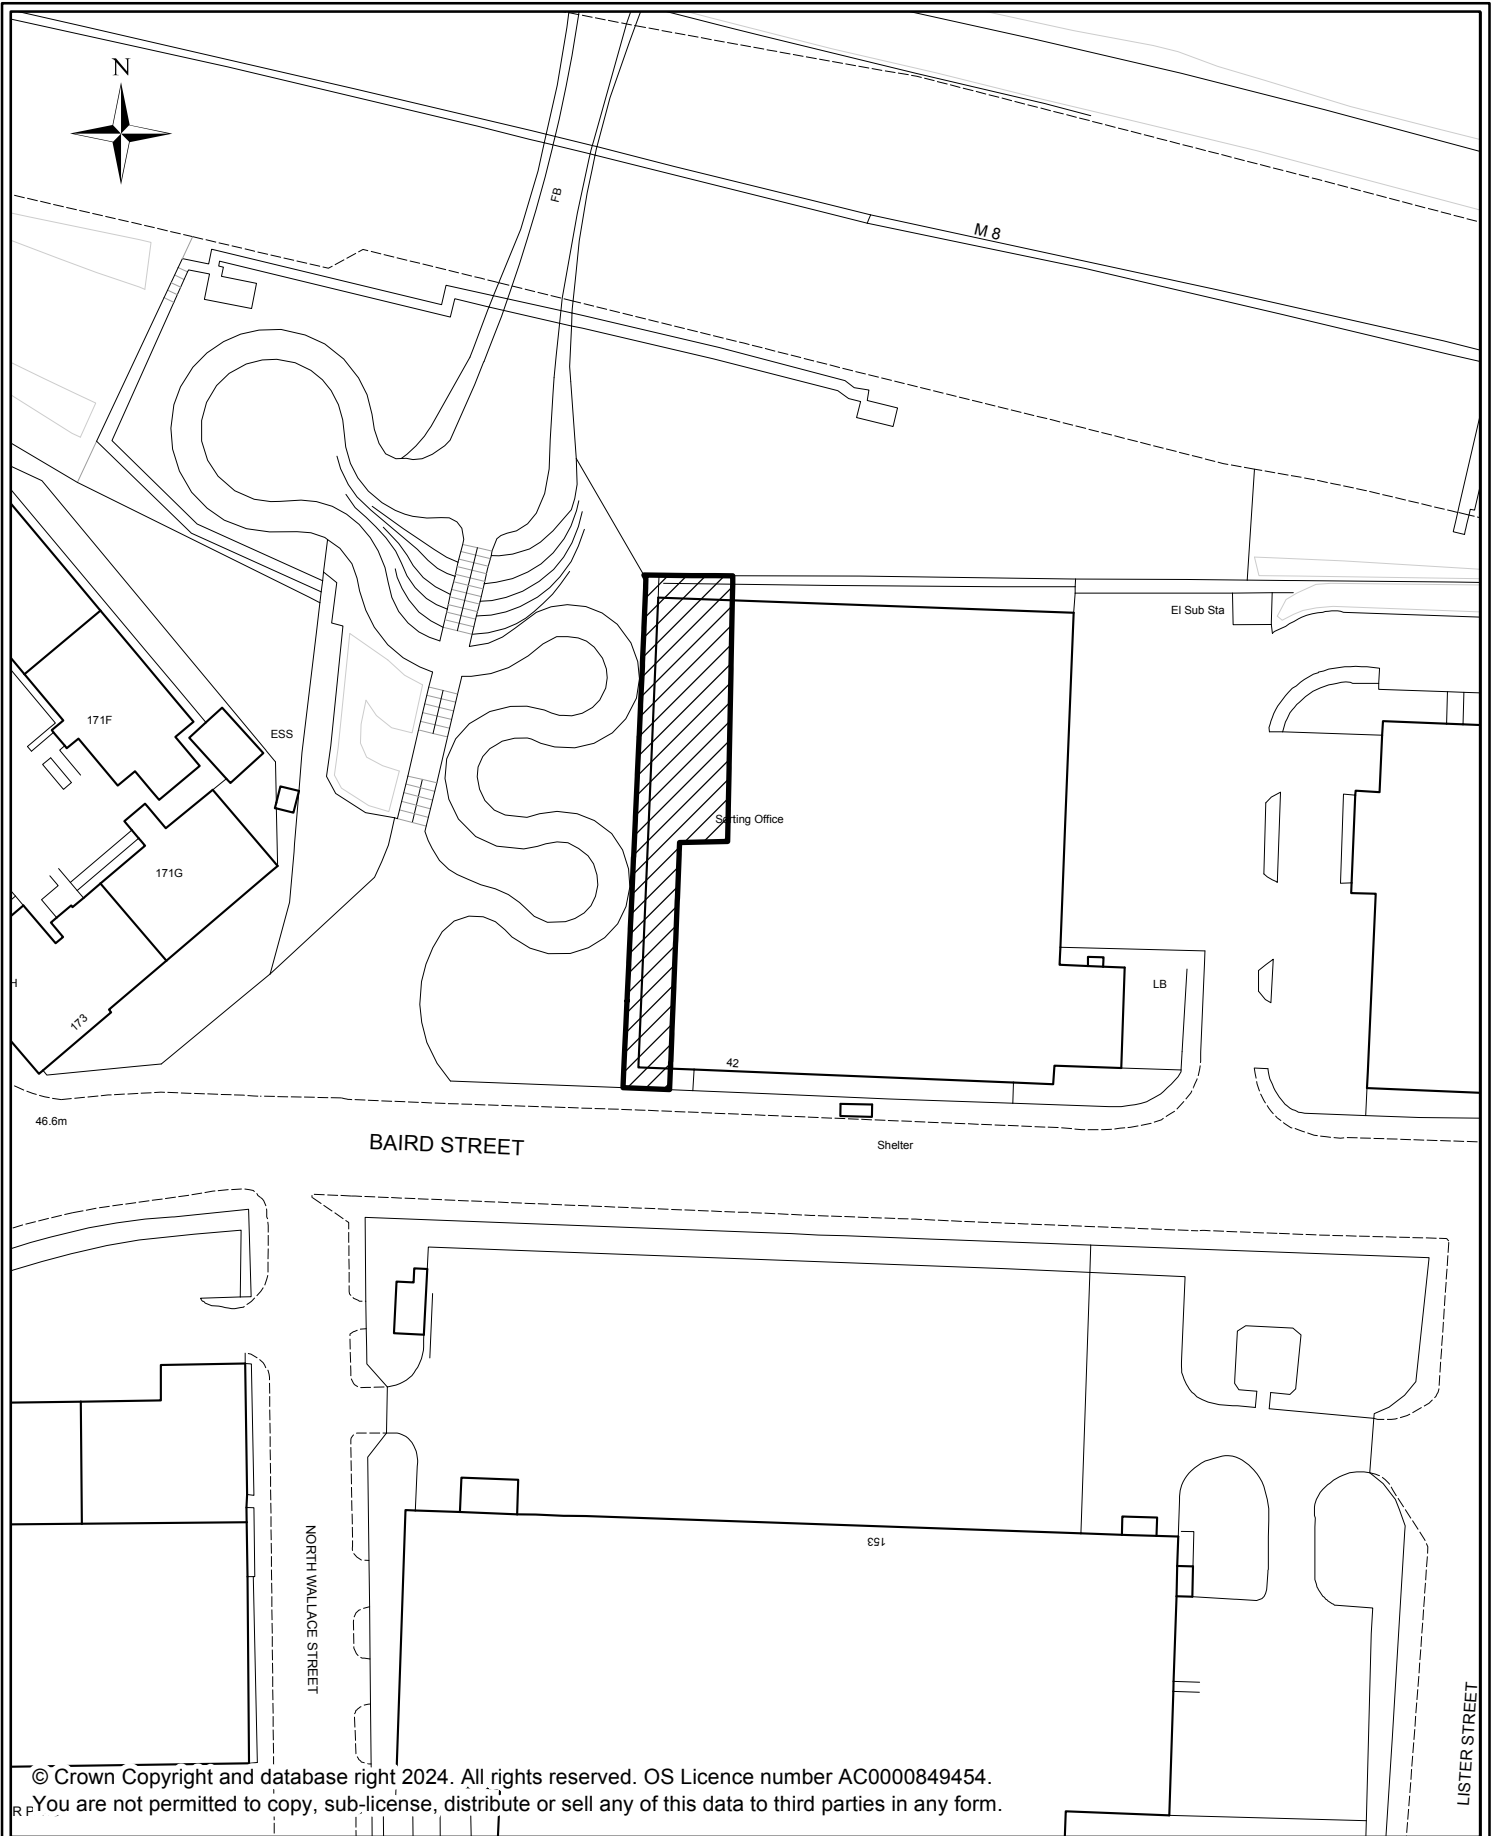 N
FB
M 8
El Sub Sta
171F
ESS
Sorting Office
171G
LB
H
173
42
46.6m
BAIRD STREET
Shelter
153
NORTH WALLACE STREET
LISTER STREET
© Crown Copyright and database right 2024. All rights reserved. OS Licence number AC0000849454.
You are not permitted to copy, sub-license, distribute or sell any of this data to third parties in any form.